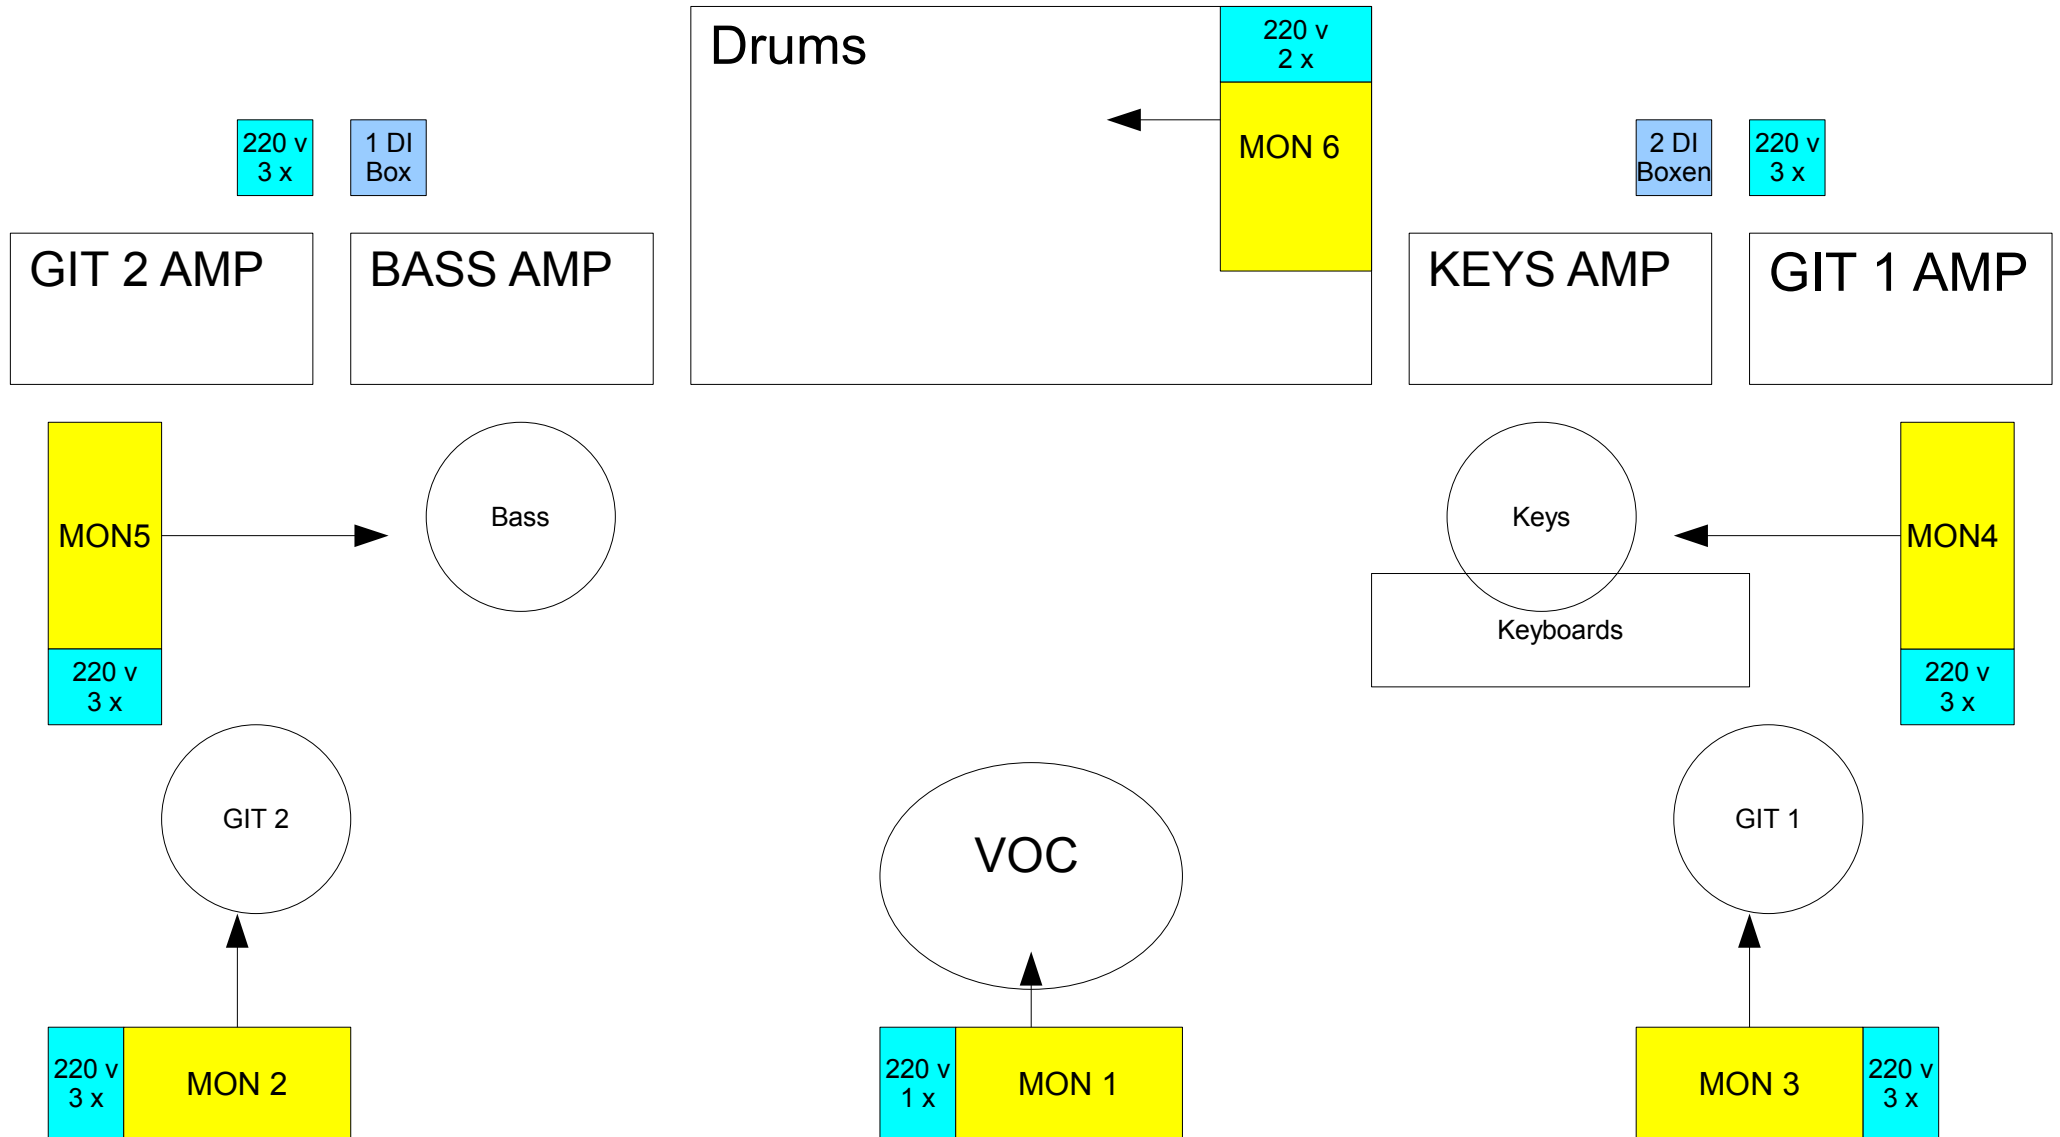 Drums
220 v
2 x
MON 6
220 v
3 x
1 DI
Box
2 DI
Boxen
220 v
3 x
GIT 2 AMP
BASS AMP
KEYS AMP
GIT 1 AMP
MON5
Bass
Keys
MON4
Keyboards
220 v
3 x
220 v
3 x
GIT 2
VOC
GIT 1
220 v
3 x
MON 2
220 v
1 x
MON 1
MON 3
220 v
3 x